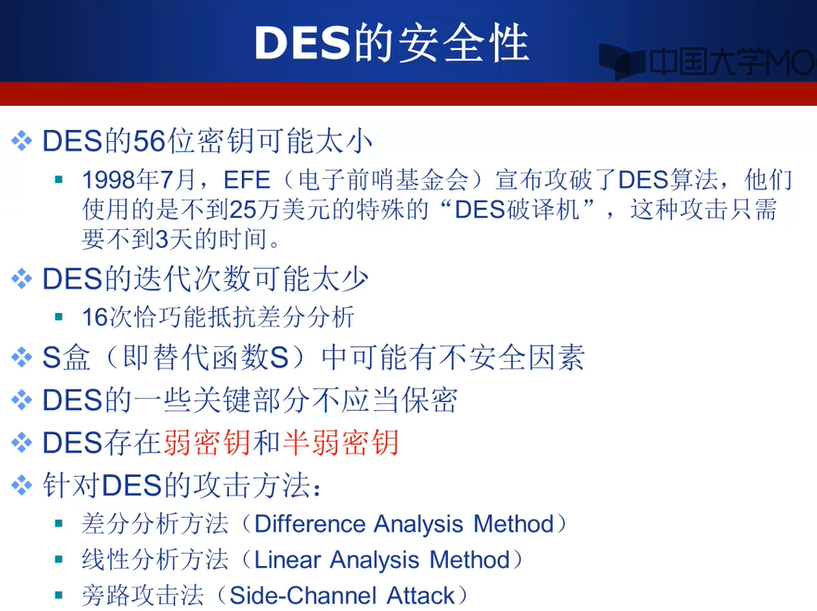 DES的安全性
中国大学MO
DES的56位密钥可能太小
1998年7月，EFE（电子前哨基金会）宣布攻破了DES算法，他们
使用的是不到25万美元的特殊的“DES破译机”，这种攻击只需
要不到3天的时间。
DES的迭代次数可能太少
16次恰巧能抵抗差分分析
S盒（即替代函数S）中可能有不安全因素
DES的一些关键部分不应当保密
DES存在弱密钥和半弱密钥
针对DES的攻击方法：
差分分析方法（Difference Analysis Method）
线性分析方法（Linear Analysis Method）
旁路攻击法（Side-Channel Attack）